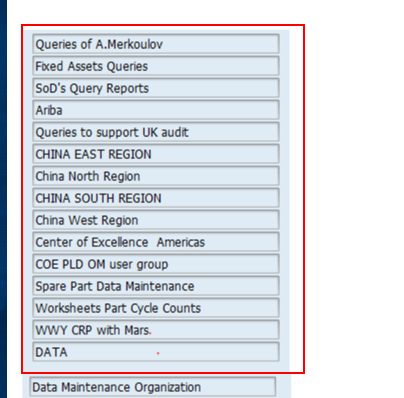 Queries of A.Merkoulov
Fixed Assets Queries
SoD's Query Reports
Ariba
Queries to support UK audit
CHINA EAST REGION
China North Region
CHINA SOUTH REGION
China West Region
Center of Excellence  Americas
COE PLD OM user group
Spare Part Data Maintenance
Worksheets Part Cycle Counts
WWY CRP with Mars.
DATA
Data Maintenance Organization